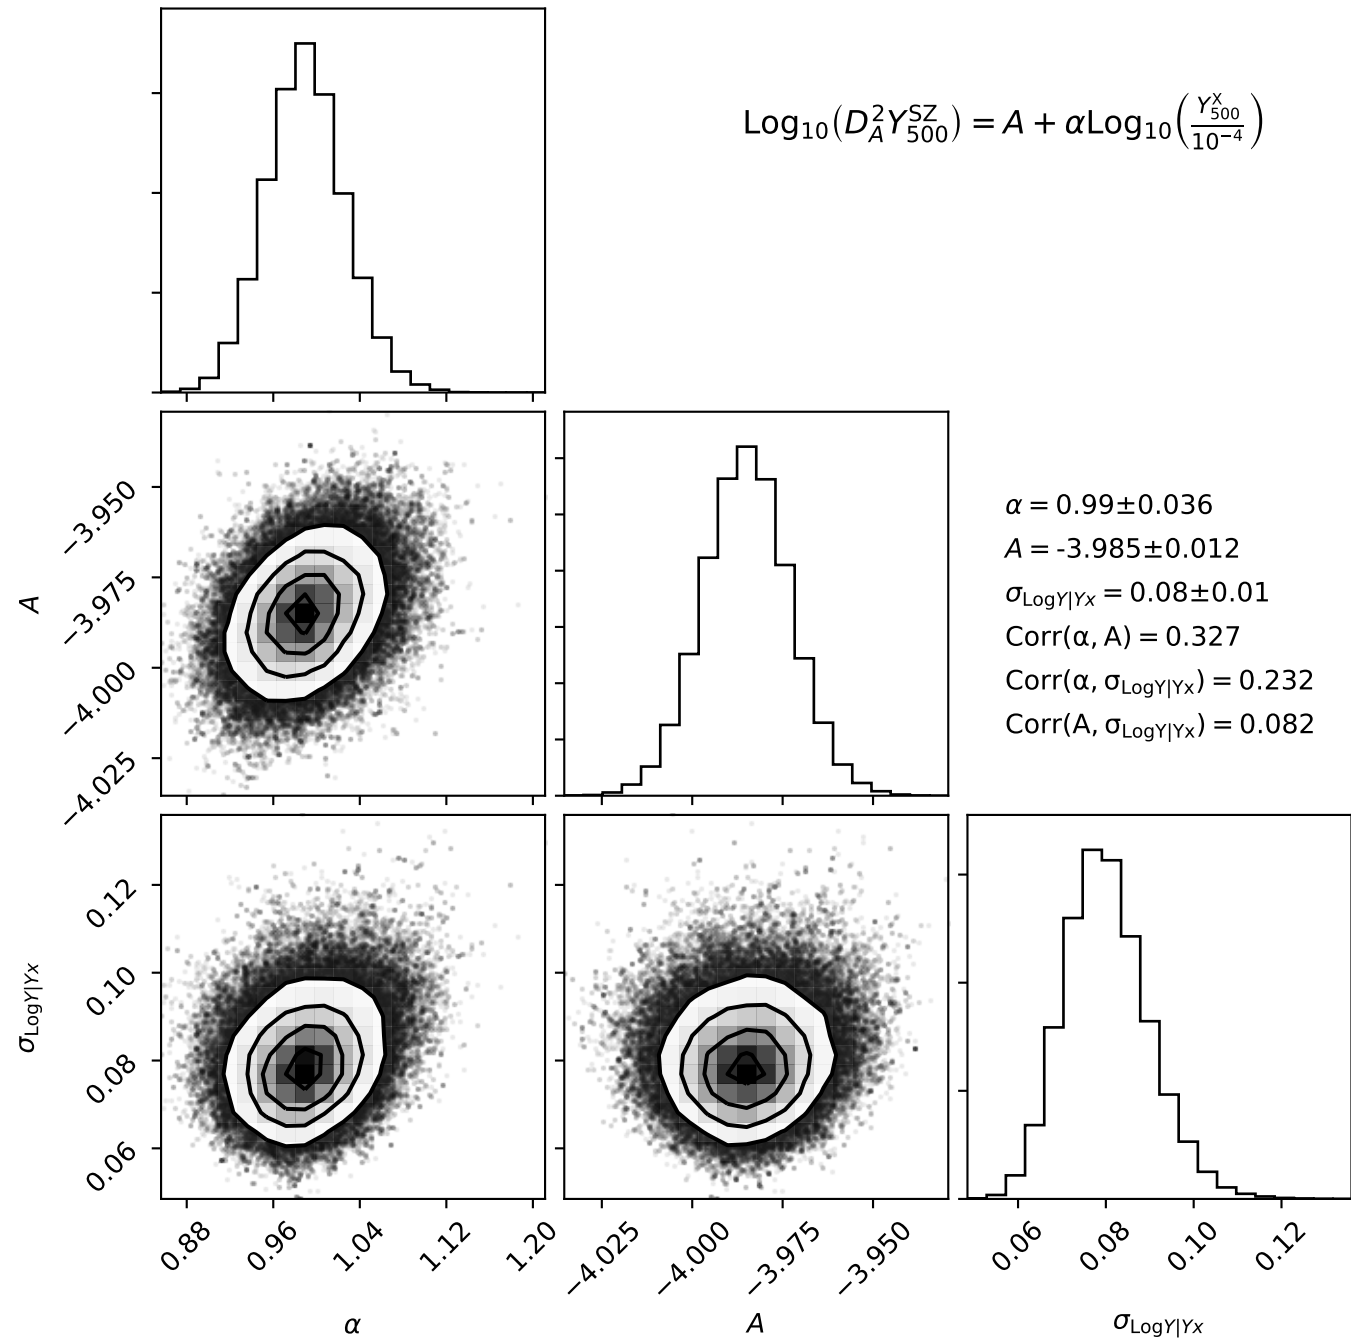 Log₁₀(D_A²Y₅₀₀^SZ) = A + αLog₁₀(Y₅₀₀^X/10⁻⁴)
A
−3.950
−3.975
−4.000
−4.025
α = 0.99±0.036
A = -3.985±0.012
σ_LogY|Yx = 0.08±0.01
Corr(α, A) = 0.327
Corr(α, σ_LogY|Yx) = 0.232
Corr(A, σ_LogY|Yx) = 0.082
σ_LogY|Yx
0.12
0.10
0.08
0.06
0.88 0.96 1.04 1.12 1.20
−4.025 −4.000 −3.975 −3.950
0.06 0.08 0.10 0.12
α
A
σ_LogY|Yx